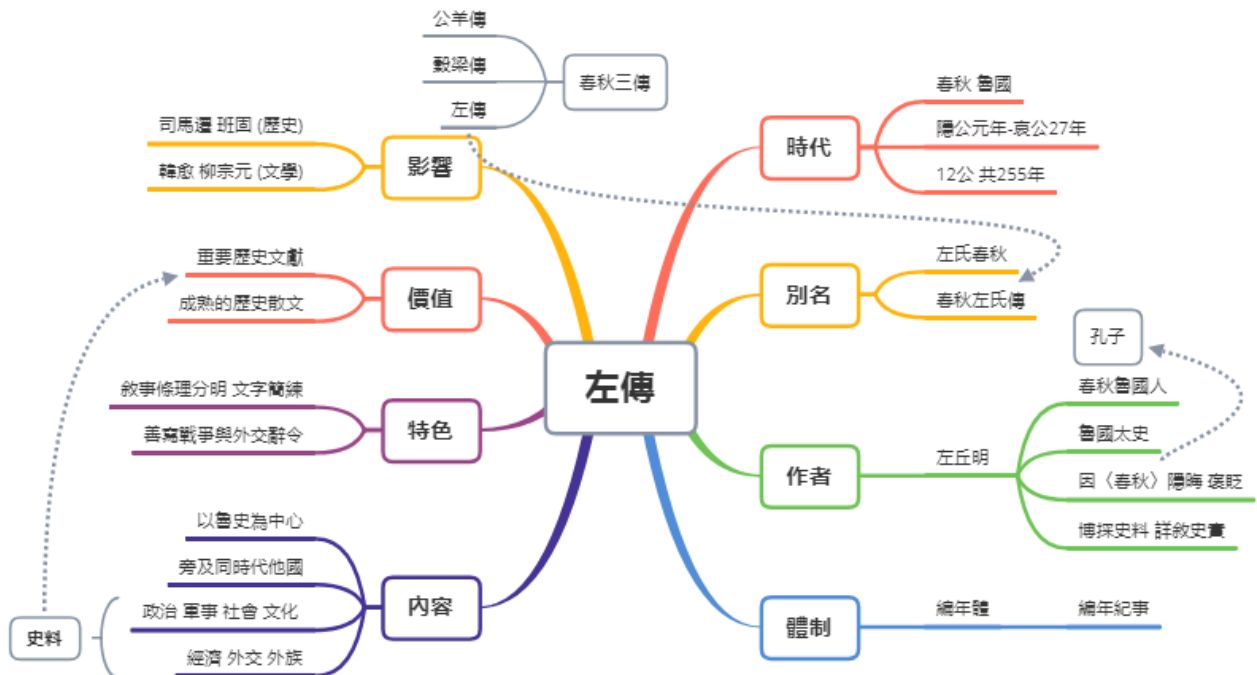 左傳
公羊傳
穀梁傳
左傳
春秋三傳
時代
春秋 魯國
隱公元年-哀公27年
12公 共255年
別名
左氏春秋
春秋左氏傳
孔子
作者
左丘明
春秋魯國人
魯國太史
因〈春秋〉隱晦 褒貶
博採史料 詳敘史實
體制
編年體
編年紀事
影響
司馬遷 班固 (歷史)
韓愈 柳宗元 (文學)
價值
重要歷史文獻
成熟的歷史散文
特色
敘事條理分明 文字簡練
善寫戰爭與外交辭令
內容
以魯史為中心
旁及同時代他國
政治 軍事 社會 文化
經濟 外交 外族
史料